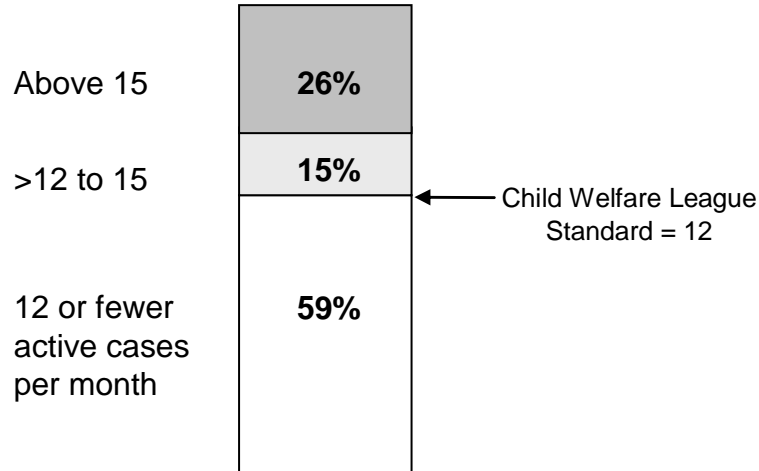 Above 15
26%
>12 to 15
15%
Child Welfare League
Standard = 12
12 or fewer
active cases
per month
59%